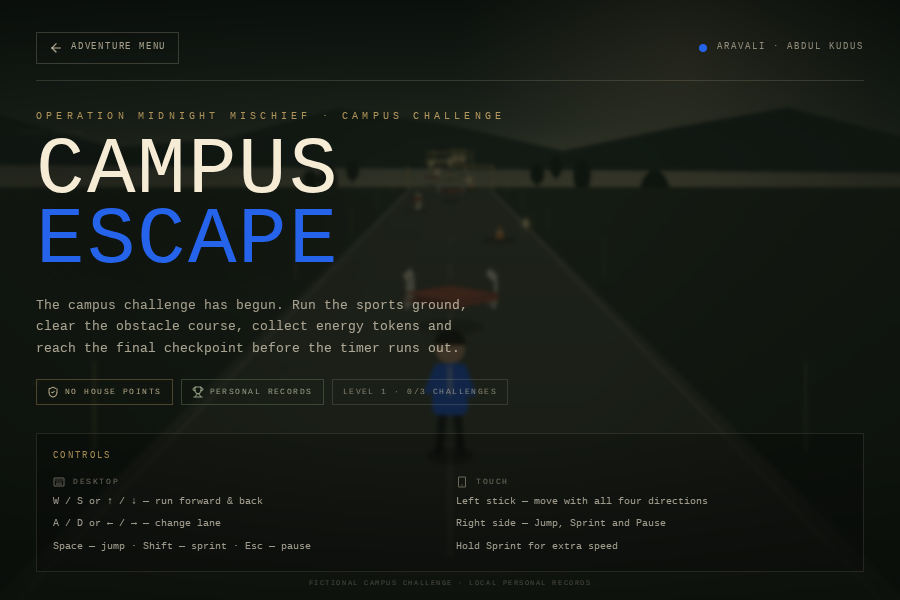 ADVENTURE MENU
ARAVALI · ABDUL KUDUS
OPERATION MIDNIGHT MISCHIEF · CAMPUS CHALLENGE
CAMPUS
ESCAPE
The campus challenge has begun. Run the sports ground,
clear the obstacle course, collect energy tokens and
reach the final checkpoint before the timer runs out.
NO HOUSE POINTS
PERSONAL RECORDS
LEVEL 1 · 0/3 CHALLENGES
CONTROLS
DESKTOP
W / S or ↑ / ↓ — run forward & back
A / D or ← / → — change lane
Space — jump · Shift — sprint · Esc — pause
TOUCH
Left stick — move with all four directions
Right side — Jump, Sprint and Pause
Hold Sprint for extra speed
FICTIONAL CAMPUS CHALLENGE · LOCAL PERSONAL RECORDS